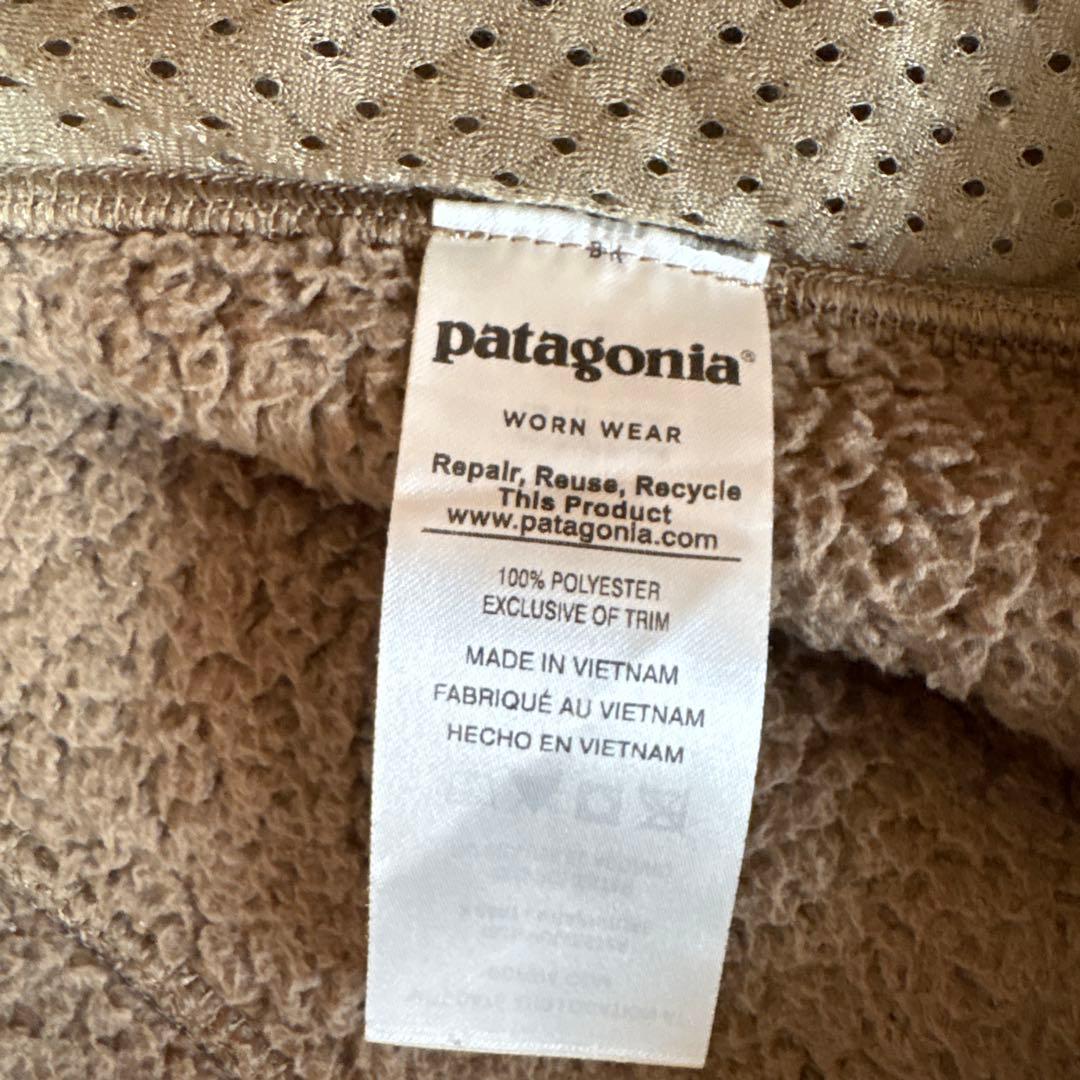 patagonia®
WORN WEAR
Repair, Reuse, Recycle
This Product
www.patagonia.com
100% POLYESTER
EXCLUSIVE OF TRIM
MADE IN VIETNAM
FABRIQUÉ AU VIETNAM
HECHO EN VIETNAM